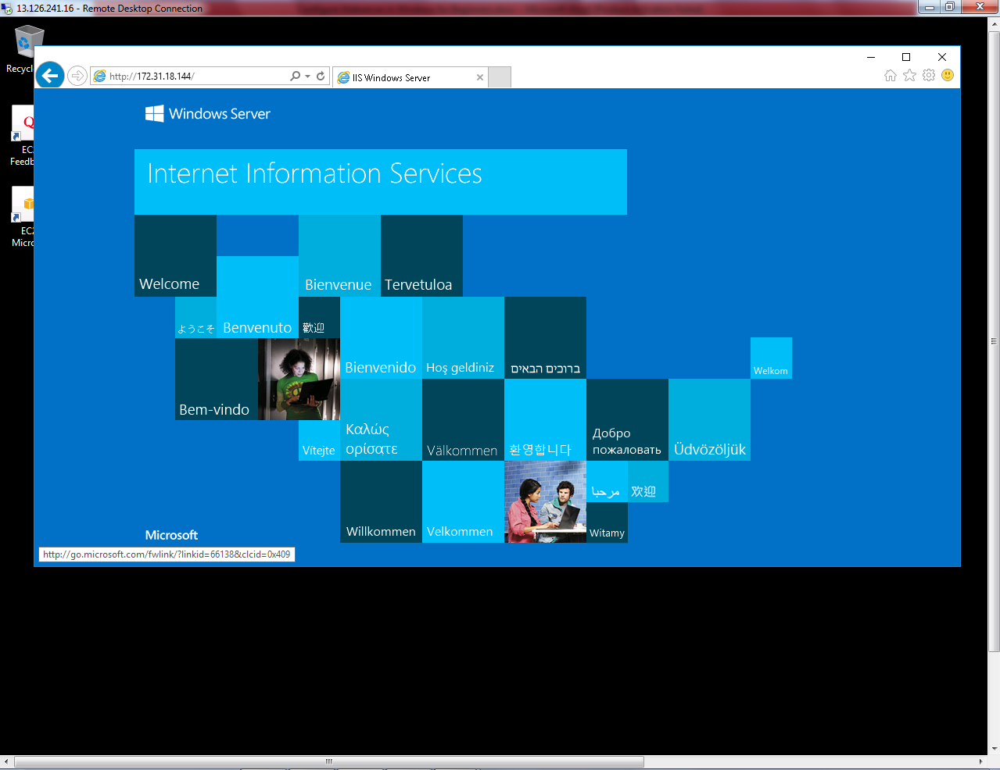 13.126.241.16 - Remote Desktop Connection
Recycl
http://172.31.18.144/
IIS Windows Server
Windows Server
EC
Feedb
Internet Information Services
EC2
Micro
Welcome
Bienvenue
Tervetuloa
ようこそ
Benvenuto
歡迎
Bienvenido
Hoş geldiniz
ברוכים הבאים
Welkom
Bem-vindo
Vítejte
Καλώς
ορίσατε
Välkommen
환영합니다
Добро
пожаловать
Üdvözöljük
مرحبا
欢迎
Willkommen
Velkommen
Witamy
Microsoft
http://go.microsoft.com/fwlink/?linkid=66138&clcid=0x409